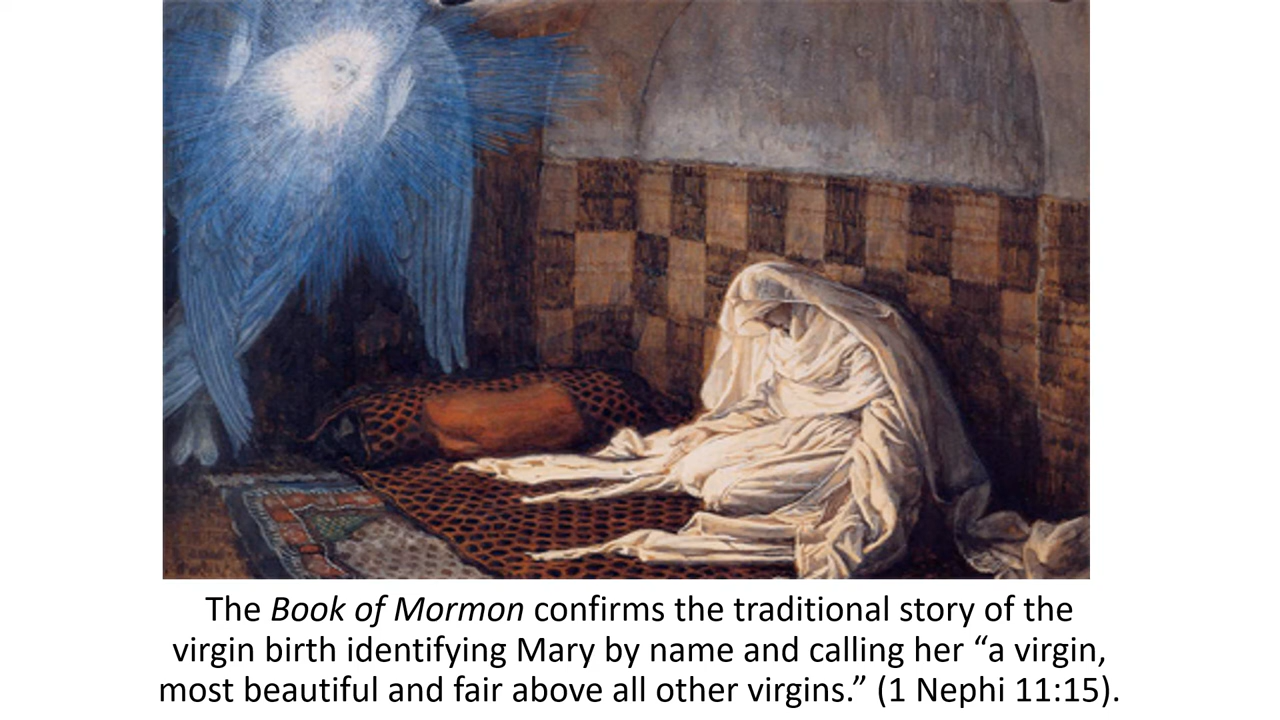 The Book of Mormon confirms the traditional story of the
virgin birth identifying Mary by name and calling her “a virgin,
most beautiful and fair above all other virgins.” (1 Nephi 11:15).